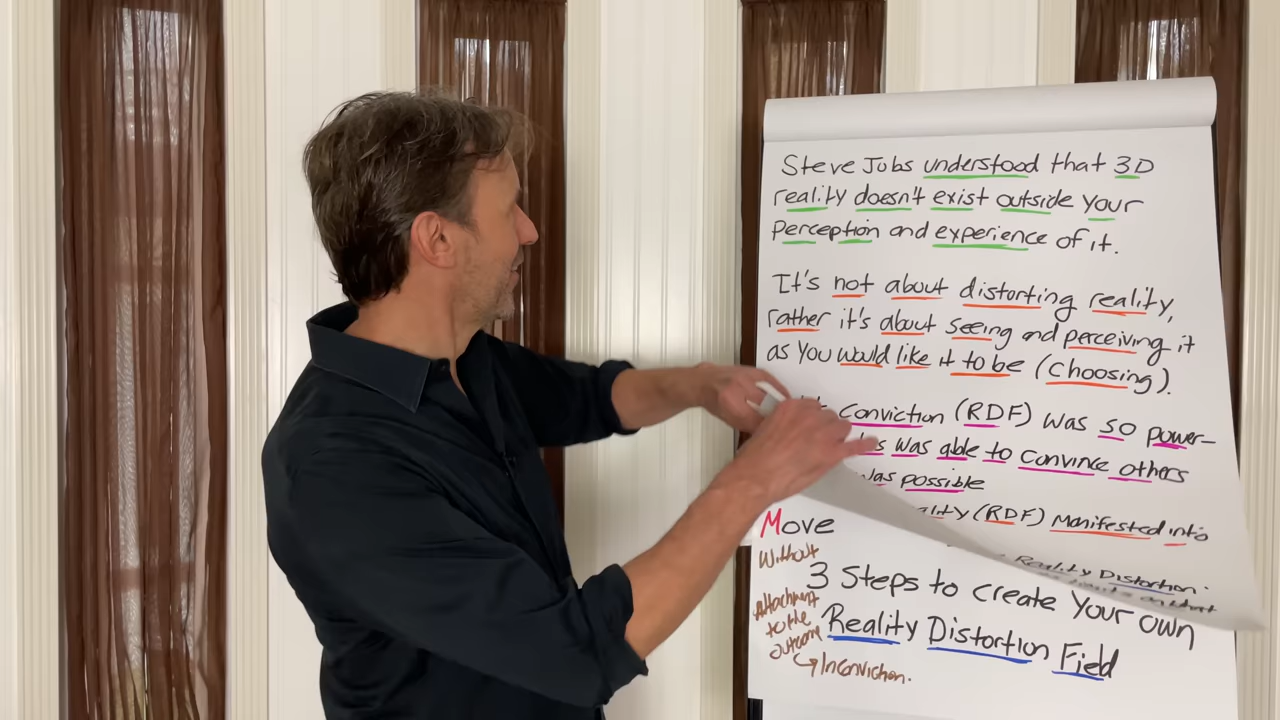 Steve Jobs understood that 3D
reality doesn't exist outside your
Perception and experience of it.
It's not about distorting reality,
rather it's about seeing and perceiving it
as You would like it to be (Choosing).
Conviction (RDF) was so power-
was able to convince others
was possible
(RDF) Manifested into
Reality Distortion
Move
Without
Attachment
to the
outcome
Inconviction.
3 Steps to create Your own
Reality Distortion Field